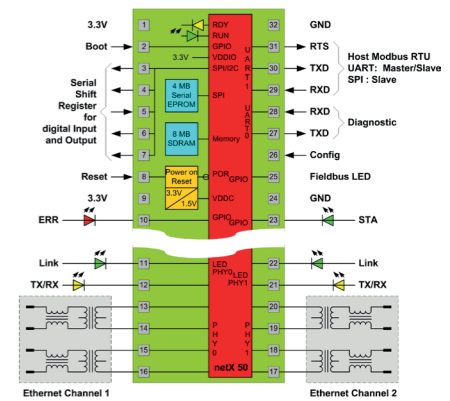 3.3V 1 RDY 32 GND
RUN
Boot 2 GPIO 31 RTS
3.3V VDDIO
Serial
Shift
Register
for
digital Input
and Output
3 SPI/I2C 30 TXD
4 4 MB
Serial
EPROM
SPI 29 RXD
UART1
Host Modbus RTU
UART: Master/Slave
SPI : Slave
5 28 RXD
6 8 MB
SDRAM
Memory 27 TXD
UART0
Diagnostic
7 26 Config
Reset 8 Power on
Reset
POR GPIO 25 Fieldbus LED
3.3V 9 3.3V
1.5V
VDDC 24 GND
ERR 10 GPIO GPIO 23 STA
Link 11 LED
PHY0 LED
PHY1
22 Link
TX/RX 12 21 TX/RX
13 20
14 19
15 18
16 17
PHY0 PHY1
netX 50
Ethernet Channel 1 Ethernet Channel 2